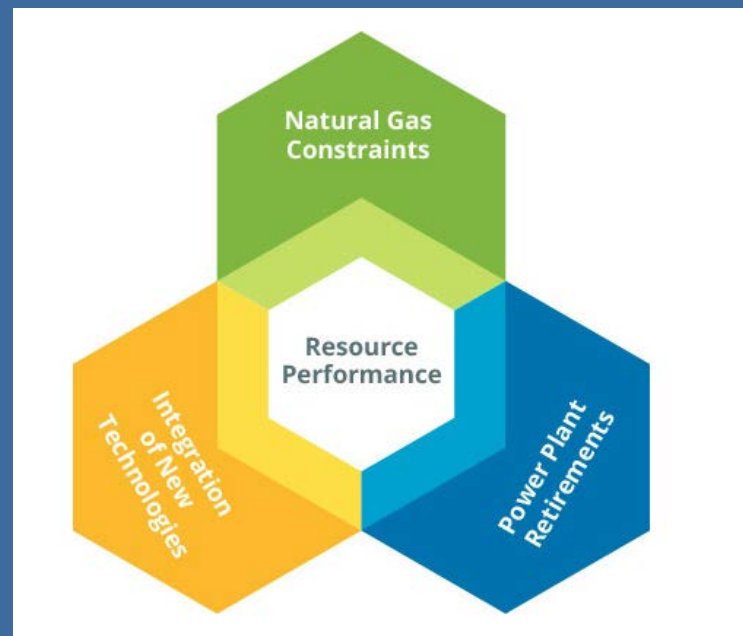 Natural Gas
Constraints
Resource
Performance
Integration
of New
Technologies
Power Plant
Retirements